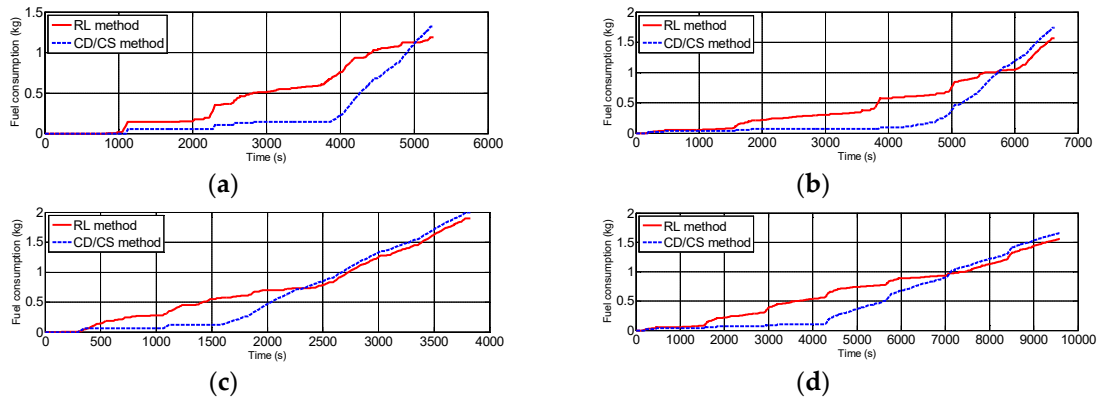 Fuel consumption (kg)
1.5
1
0.5
0
RL method
CD/CS method
0 1000 2000 3000 4000 5000 6000
Time (s)
(a)
Fuel consumption (kg)
2
1.5
1
0.5
0
RL method
CD/CS method
0 1000 2000 3000 4000 5000 6000 7000
Time (s)
(b)
Fuel consumption (kg)
2
1.5
1
0.5
0
RL method
CD/CS method
500 1000 1500 2000 2500 3000 3500 4000
Time (s)
(c)
Fuel consumption (kg)
2
1.5
1
0.5
0
RL method
CD/CS method
0 1000 2000 3000 4000 5000 6000 7000 8000 9000 10000
Time (s)
(d)